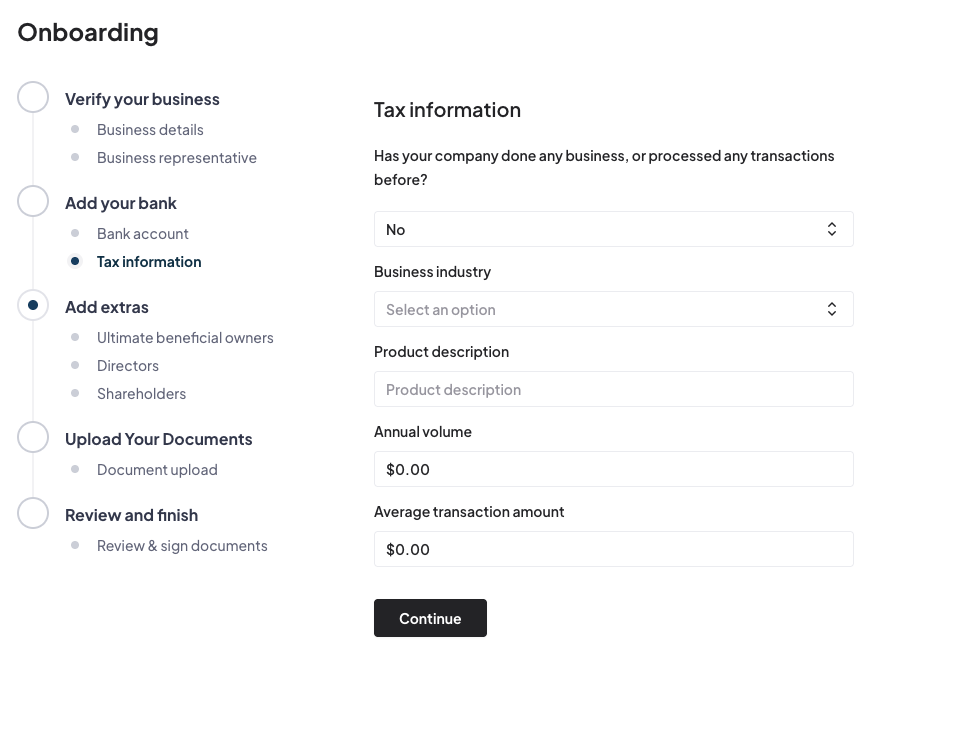 Onboarding
Verify your business
Business details
Business representative
Add your bank
Bank account
Tax information
Add extras
Ultimate beneficial owners
Directors
Shareholders
Upload Your Documents
Document upload
Review and finish
Review & sign documents
Tax information
Has your company done any business, or processed any transactions
before?
No
Business industry
Select an option
Product description
Product description
Annual volume
$0.00
Average transaction amount
$0.00
Continue